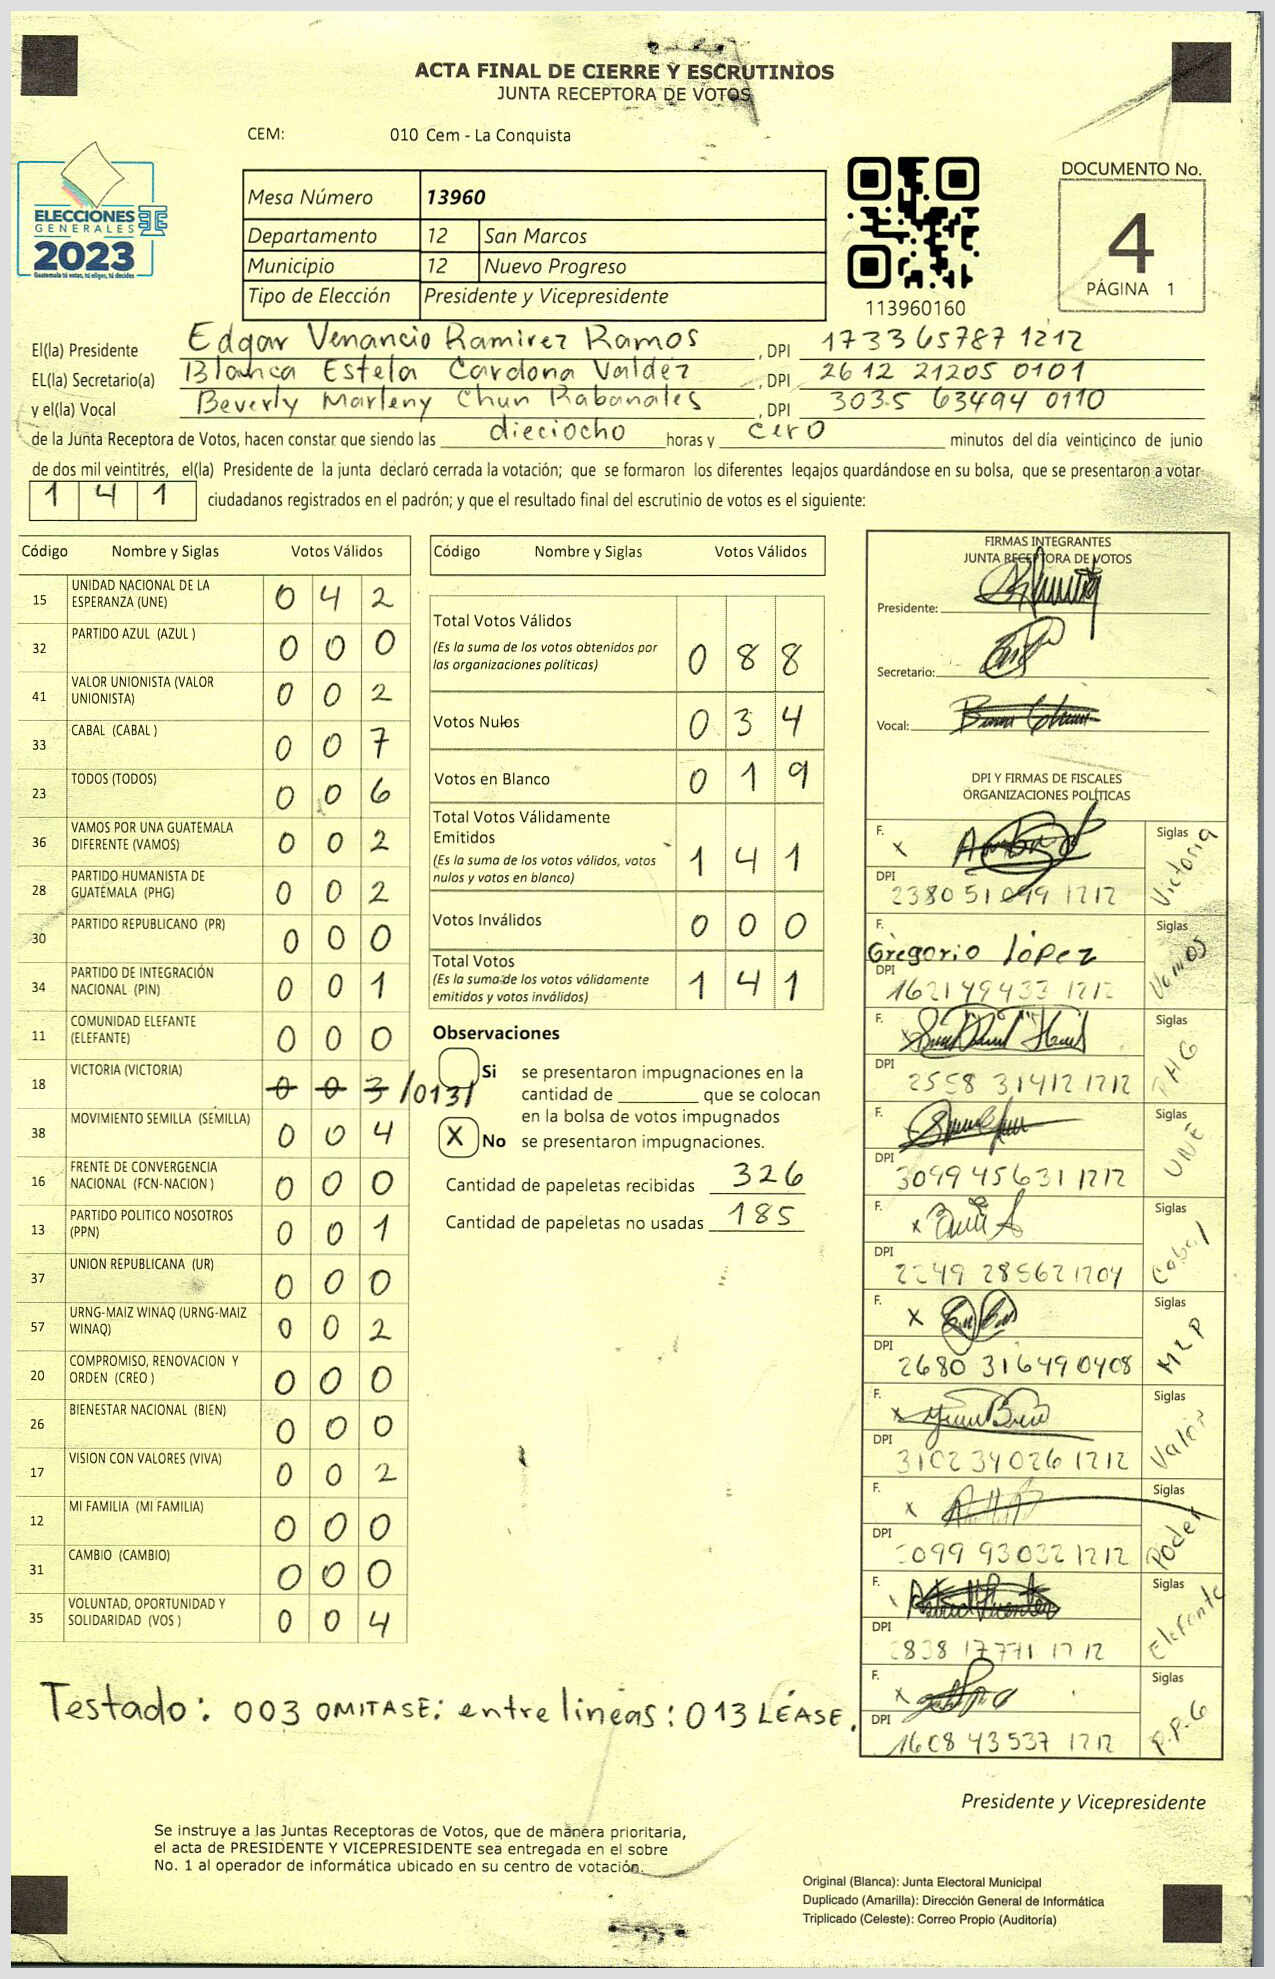 ACTA FINAL DE CIERRE Y ESCRUTINIOS
JUNTA RECEPTORA DE VOTOS
CEM: 010 Cem - La Conquista
ELECCIONES
GENERALES
2023
Guatemala tú votas, tú eliges, tú decides
Mesa Número 13960
Departamento 12 San Marcos
Municipio 12 Nuevo Progreso
Tipo de Elección Presidente y Vicepresidente
113960160
DOCUMENTO No.
4
PÁGINA 1
El(la) Presidente Edgar Venancio Ramirez Ramos , DPI 1733 65787 1212
EL(la) Secretario(a) Blanca Estela Cardona Valdez , DPI 2612 21205 0101
y el(la) Vocal Beverly Marleny Chun Rabanales , DPI 3035 63494 0110
de la Junta Receptora de Votos, hacen constar que siendo las dieciocho horas y cero minutos del día veinticinco de junio
de dos mil veintitrés, el(la) Presidente de la junta declaró cerrada la votación; que se formaron los diferentes legajos guardándose en su bolsa, que se presentaron a votar
1 4 1 ciudadanos registrados en el padrón; y que el resultado final del escrutinio de votos es el siguiente:
Código Nombre y Siglas Votos Válidos
15 UNIDAD NACIONAL DE LA ESPERANZA (UNE) 0 4 2
32 PARTIDO AZUL (AZUL ) 0 0 0
41 VALOR UNIONISTA (VALOR UNIONISTA) 0 0 2
33 CABAL (CABAL ) 0 0 7
23 TODOS (TODOS) 0 0 6
36 VAMOS POR UNA GUATEMALA DIFERENTE (VAMOS) 0 0 2
28 PARTIDO HUMANISTA DE GUATEMALA (PHG) 0 0 2
30 PARTIDO REPUBLICANO (PR) 0 0 0
34 PARTIDO DE INTEGRACIÓN NACIONAL (PIN) 0 0 1
11 COMUNIDAD ELEFANTE (ELEFANTE) 0 0 0
18 VICTORIA (VICTORIA) 0 0 3 /013/
38 MOVIMIENTO SEMILLA (SEMILLA) 0 0 4
16 FRENTE DE CONVERGENCIA NACIONAL (FCN-NACION ) 0 0 0
13 PARTIDO POLITICO NOSOTROS (PPN) 0 0 1
37 UNION REPUBLICANA (UR) 0 0 0
57 URNG-MAIZ WINAQ (URNG-MAIZ WINAQ) 0 0 2
20 COMPROMISO, RENOVACION Y ORDEN (CREO ) 0 0 0
26 BIENESTAR NACIONAL (BIEN) 0 0 0
17 VISION CON VALORES (VIVA) 0 0 2
12 MI FAMILIA (MI FAMILIA) 0 0 0
31 CAMBIO (CAMBIO) 0 0 0
35 VOLUNTAD, OPORTUNIDAD Y SOLIDARIDAD (VOS ) 0 0 4
Código Nombre y Siglas Votos Válidos
Total Votos Válidos
(Es la suma de los votos obtenidos por
las organizaciones políticas) 0 8 8
Votos Nulos 0 3 4
Votos en Blanco 0 1 9
Total Votos Válidamente
Emitidos
(Es la suma de los votos válidos, votos
nulos y votos en blanco) 1 4 1
Votos Inválidos 0 0 0
Total Votos
(Es la suma de los votos válidamente
emitidos y votos inválidos) 1 4 1
Observaciones
Si se presentaron impugnaciones en la
cantidad de ________ que se colocan
en la bolsa de votos impugnados
X No se presentaron impugnaciones.
Cantidad de papeletas recibidas 326
Cantidad de papeletas no usadas 185
FIRMAS INTEGRANTES
JUNTA RECEPTORA DE VOTOS
Presidente:
Secretario:
Vocal:
DPI Y FIRMAS DE FISCALES
ORGANIZACIONES POLÍTICAS
F. x Siglas Victoria
DPI 2380 51099 1212
F. Gregorio López Siglas Vamos
DPI 1621 99433 1212
F. x Siglas PHG
DPI 2558 31412 1212
F. Siglas UNE
DPI 3099 45631 1212
F. x Siglas Cabal
DPI 2249 28562 1204
F. x Siglas MLP
DPI 2680 31649 0408
F. x Siglas Valor
DPI 3102 34026 1212
F. x Siglas Poder
DPI 3099 93032 1212
F. Siglas Elefante
DPI 2838 17771 1212
F. x Siglas P.P.G
DPI 1608 43537 1212
Testado: 003 OMITASE: entre lineas: 013 LÉASE.
Presidente y Vicepresidente
Se instruye a las Juntas Receptoras de Votos, que de manera prioritaria,
el acta de PRESIDENTE Y VICEPRESIDENTE sea entregada en el sobre
No. 1 al operador de informática ubicado en su centro de votación.
Original (Blanca): Junta Electoral Municipal
Duplicado (Amarilla): Dirección General de Informática
Triplicado (Celeste): Correo Propio (Auditoría)